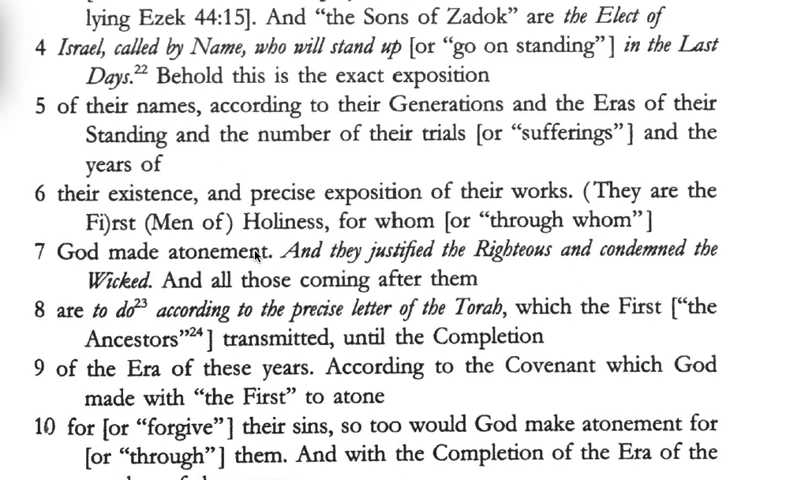 lying Ezek 44:15]. And “the Sons of Zadok” are the Elect of
4 Israel, called by Name, who will stand up [or “go on standing”] in the Last
Days.22 Behold this is the exact exposition
5 of their names, according to their Generations and the Eras of their
Standing and the number of their trials [or “sufferings”] and the
years of
6 their existence, and precise exposition of their works. (They are the
Fi)rst (Men of) Holiness, for whom [or “through whom”]
7 God made atonement. And they justified the Righteous and condemned the
Wicked. And all those coming after them
8 are to do23 according to the precise letter of the Torah, which the First [“the
Ancestors”24] transmitted, until the Completion
9 of the Era of these years. According to the Covenant which God
made with “the First” to atone
10 for [or “forgive”] their sins, so too would God make atonement for
[or “through”] them. And with the Completion of the Era of the